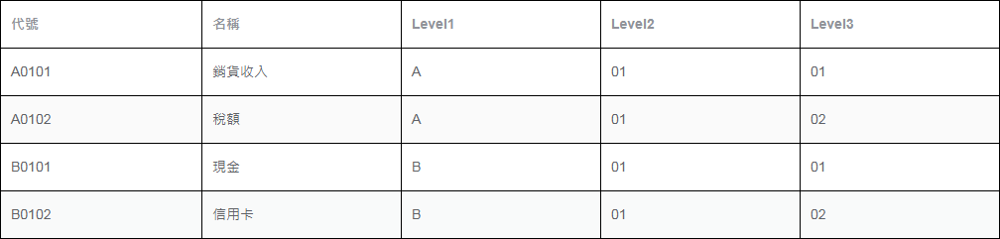 代號 名稱 Level1 Level2 Level3
A0101 銷貨收入 A 01 01
A0102 稅額 A 01 02
B0101 現金 B 01 01
B0102 信用卡 B 01 02